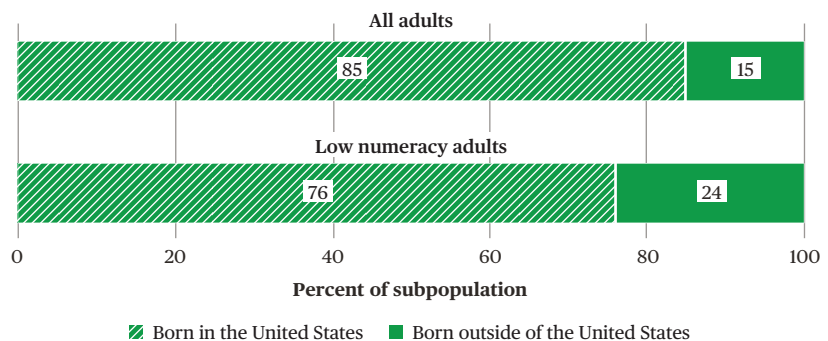 All adults
85 15
Low numeracy adults
76 24
0 20 40 60 80 100
Percent of subpopulation
Born in the United States Born outside of the United States